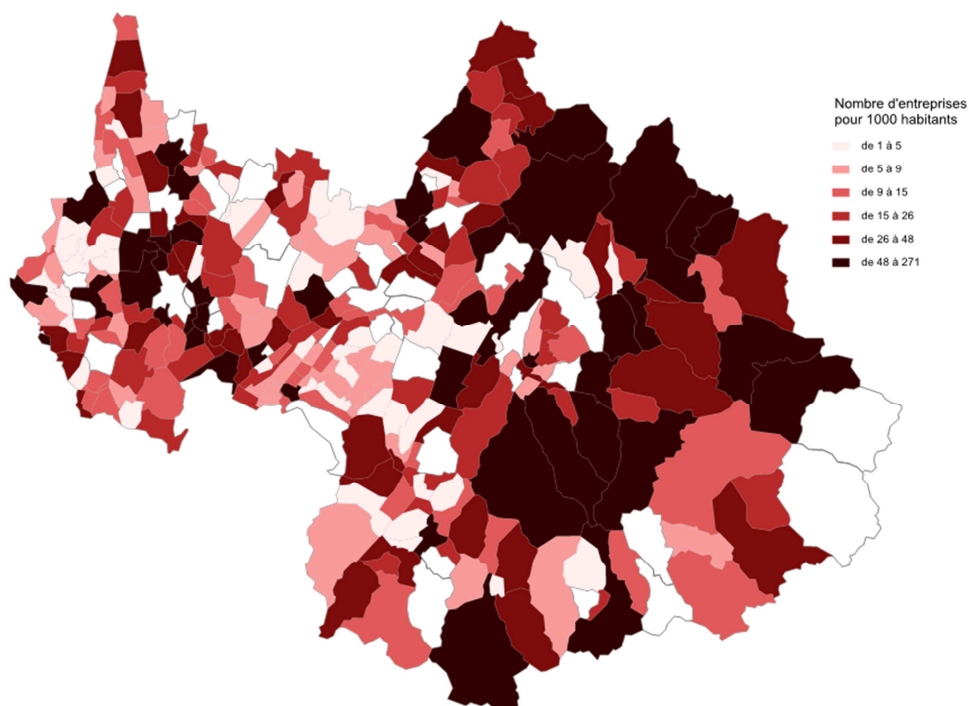 Nombre d'entreprises
pour 1000 habitants
de 1 à 5
de 5 à 9
de 9 à 15
de 15 à 26
de 26 à 48
de 48 à 271